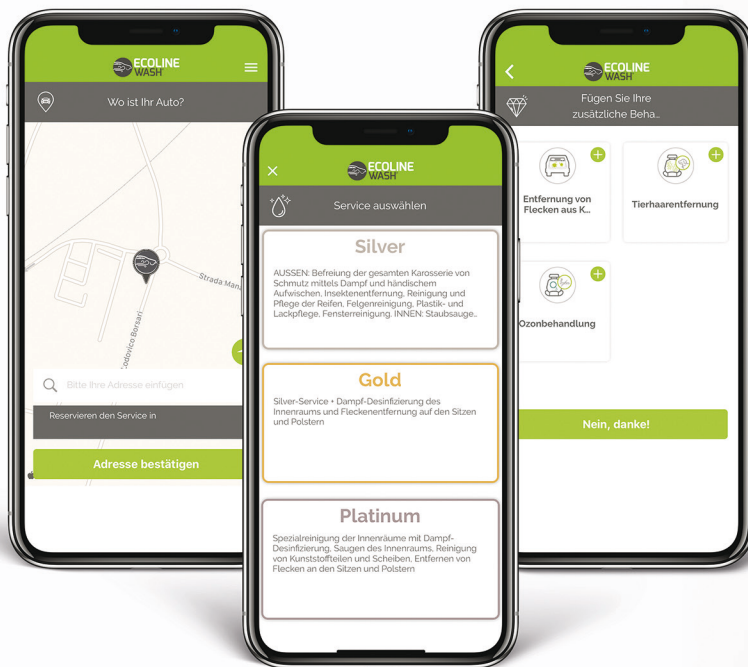 ECOLINE
WASH
Wo ist Ihr Auto?
Strada Mana
Lodovico Borsari
Bitte Ihre Adresse einfügen
Reservieren den Service in
Adresse bestätigen
ECOLINE
WASH
Service auswählen
Silver
AUSSEN: Befreiung der gesamten Karosserie von
Schmutz mittels Dampf und händischem
Aufwischen, Insektenentfernung, Reinigung und
Pflege der Reifen, Felgenreinigung, Plastik- und
Lackpflege, Fensterreinigung. INNEN: Staubsauge...
Gold
Silver-Service + Dampf-Desinfizierung des
Innenraums und Fleckenentfernung auf den Sitzen
und Polstern
Platinum
Spezialreinigung der Innenräume mit Dampf-
Desinfizierung, Saugen des Innenraums, Reinigung
von Kunststoffteilen und Scheiben, Entfernen von
Flecken an den Sitzen und Polstern
ECOLINE
WASH
Fügen Sie Ihre
zusätzliche Beha...
Entfernung von
Flecken aus K...
Tierhaarentfernung
Ozonbehandlung
Nein, danke!